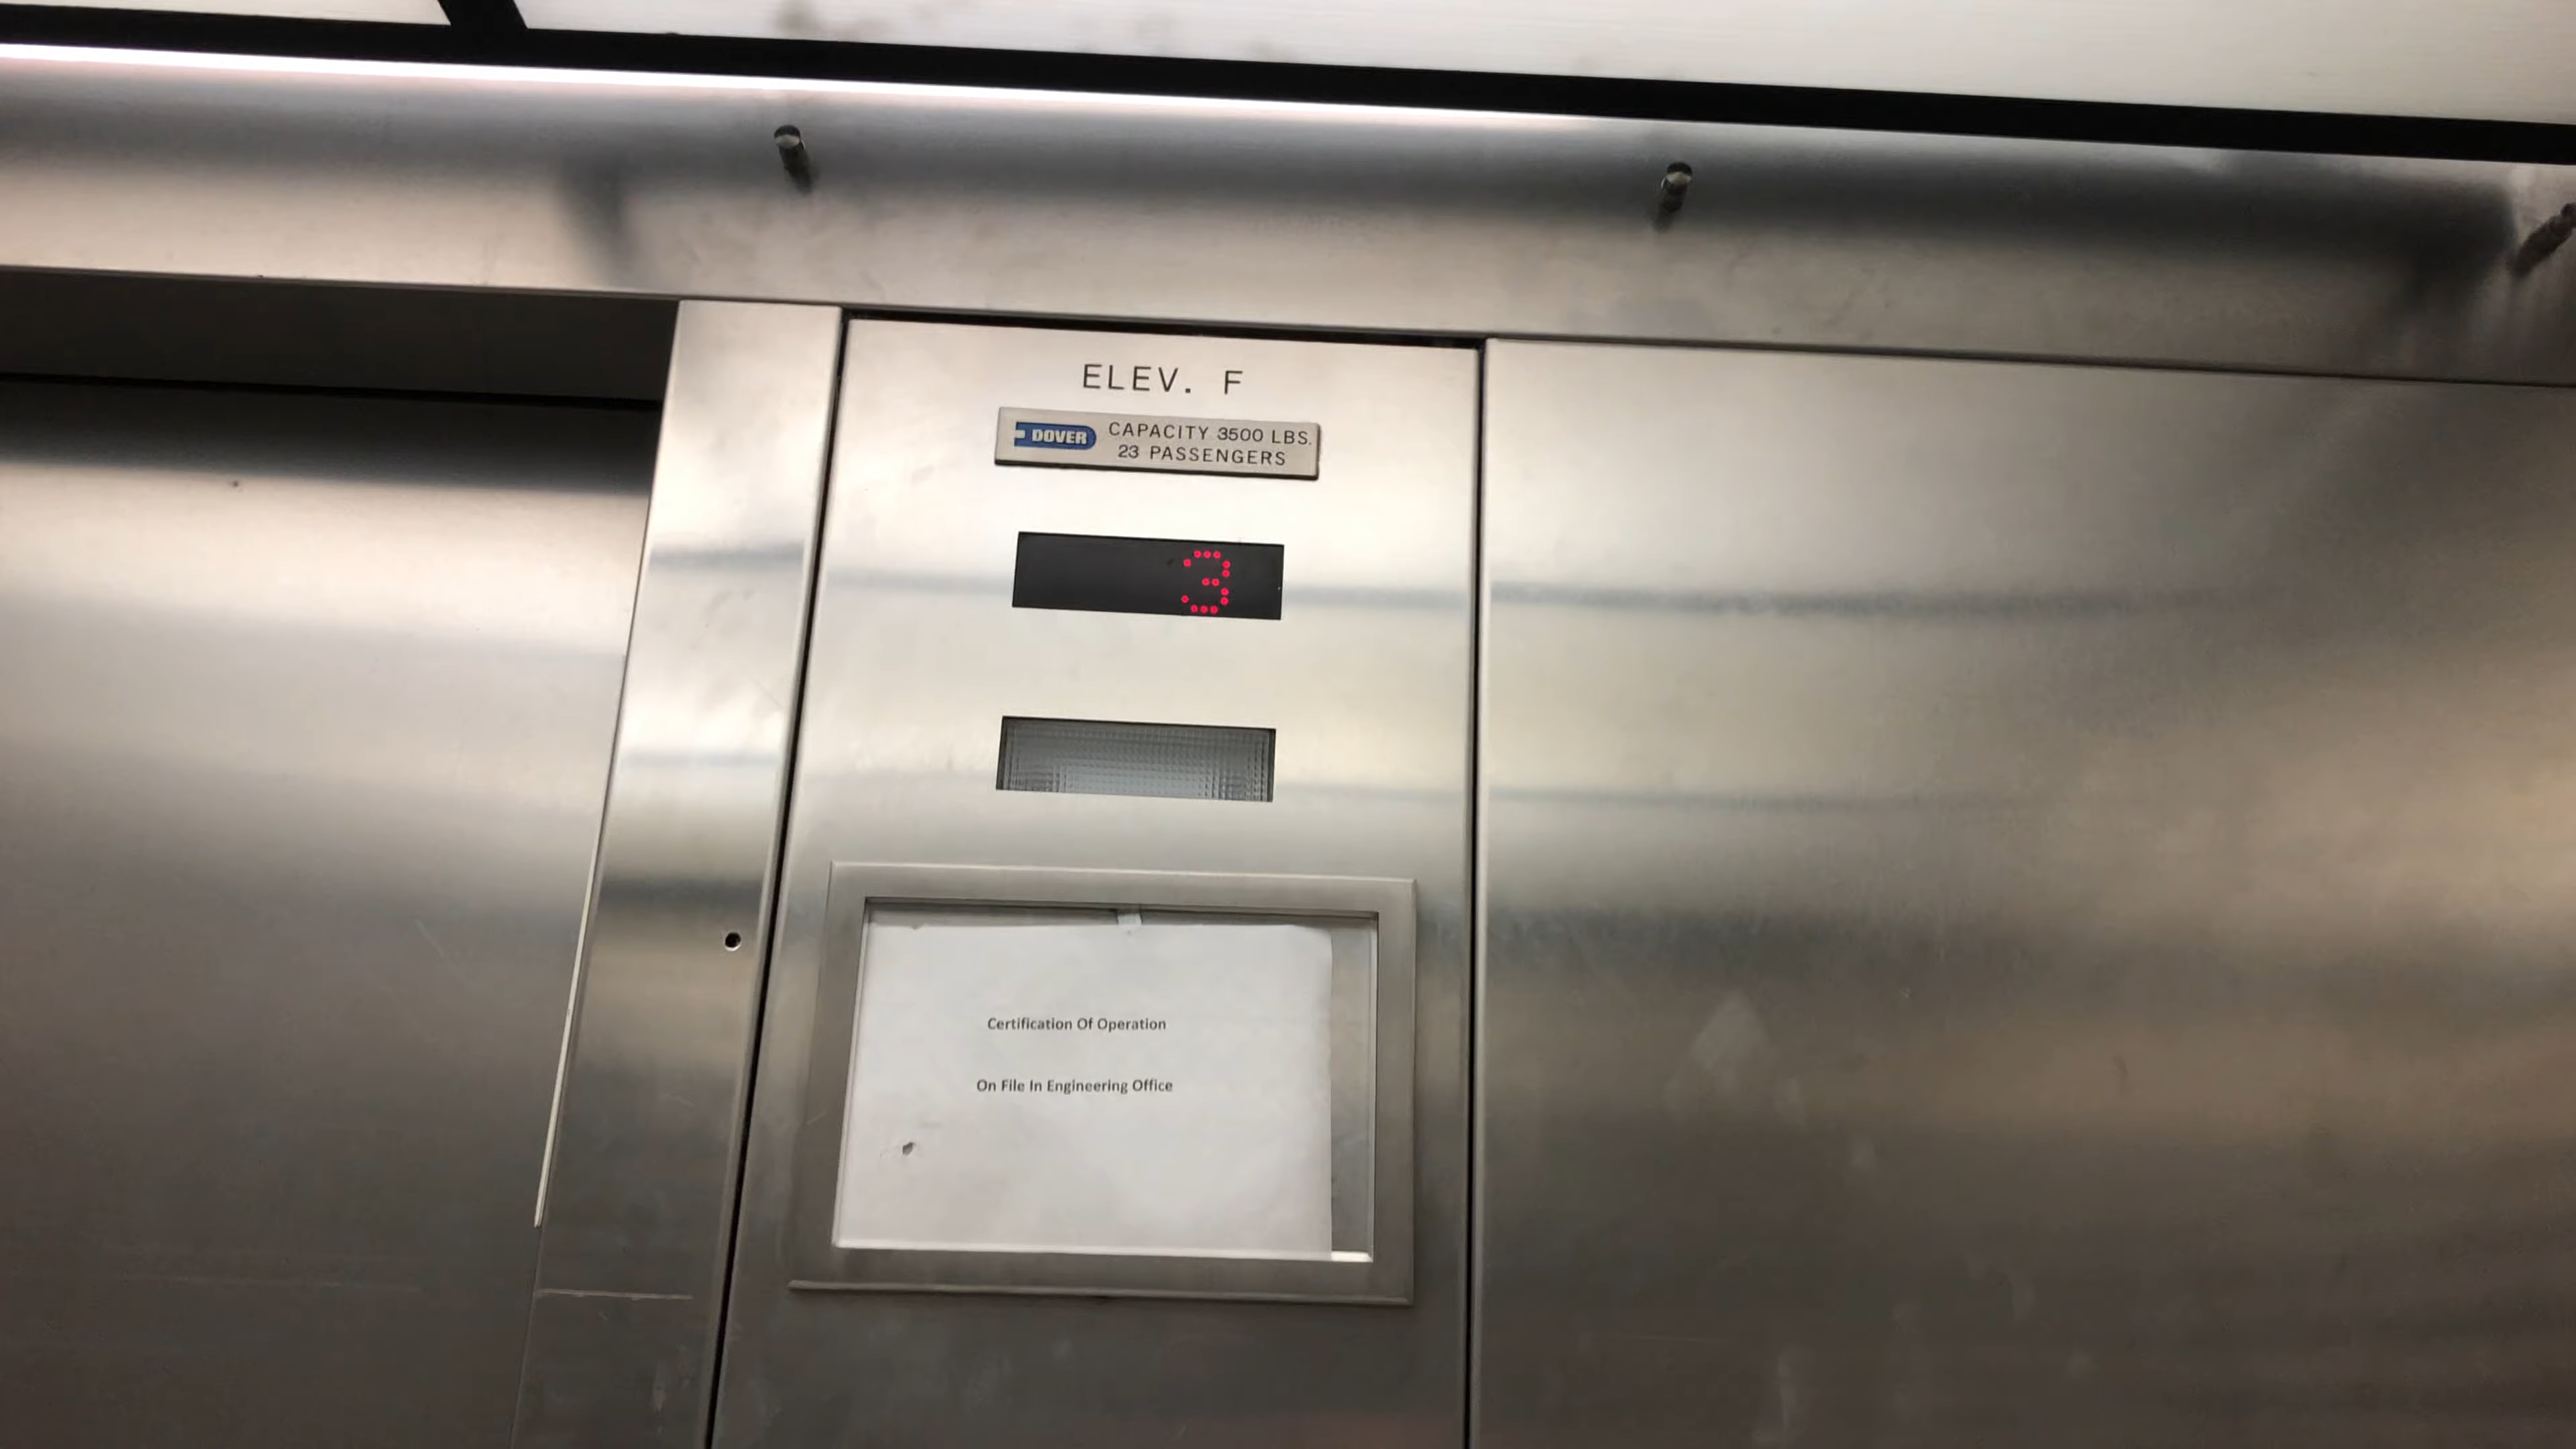 ELEV. F
DOVER
CAPACITY 3500 LBS.
23 PASSENGERS
3
Certification Of Operation
On File In Engineering Office